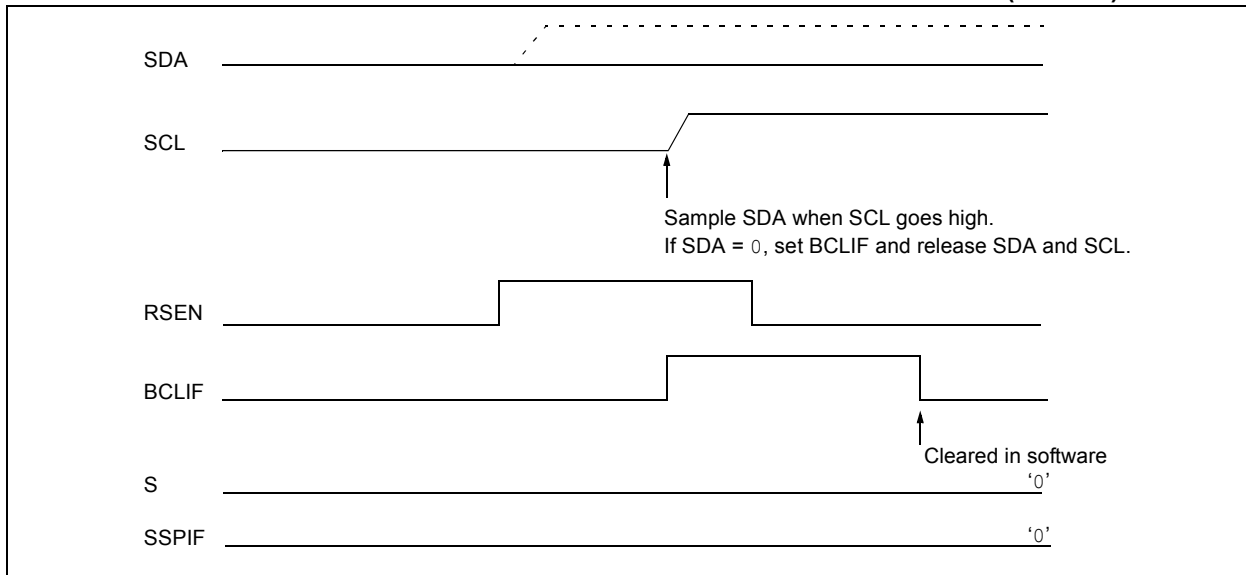 SDA
SCL
Sample SDA when SCL goes high.
If SDA = 0, set BCLIF and release SDA and SCL.
RSEN
BCLIF
Cleared in software
S
‘0’
SSPIF
‘0’